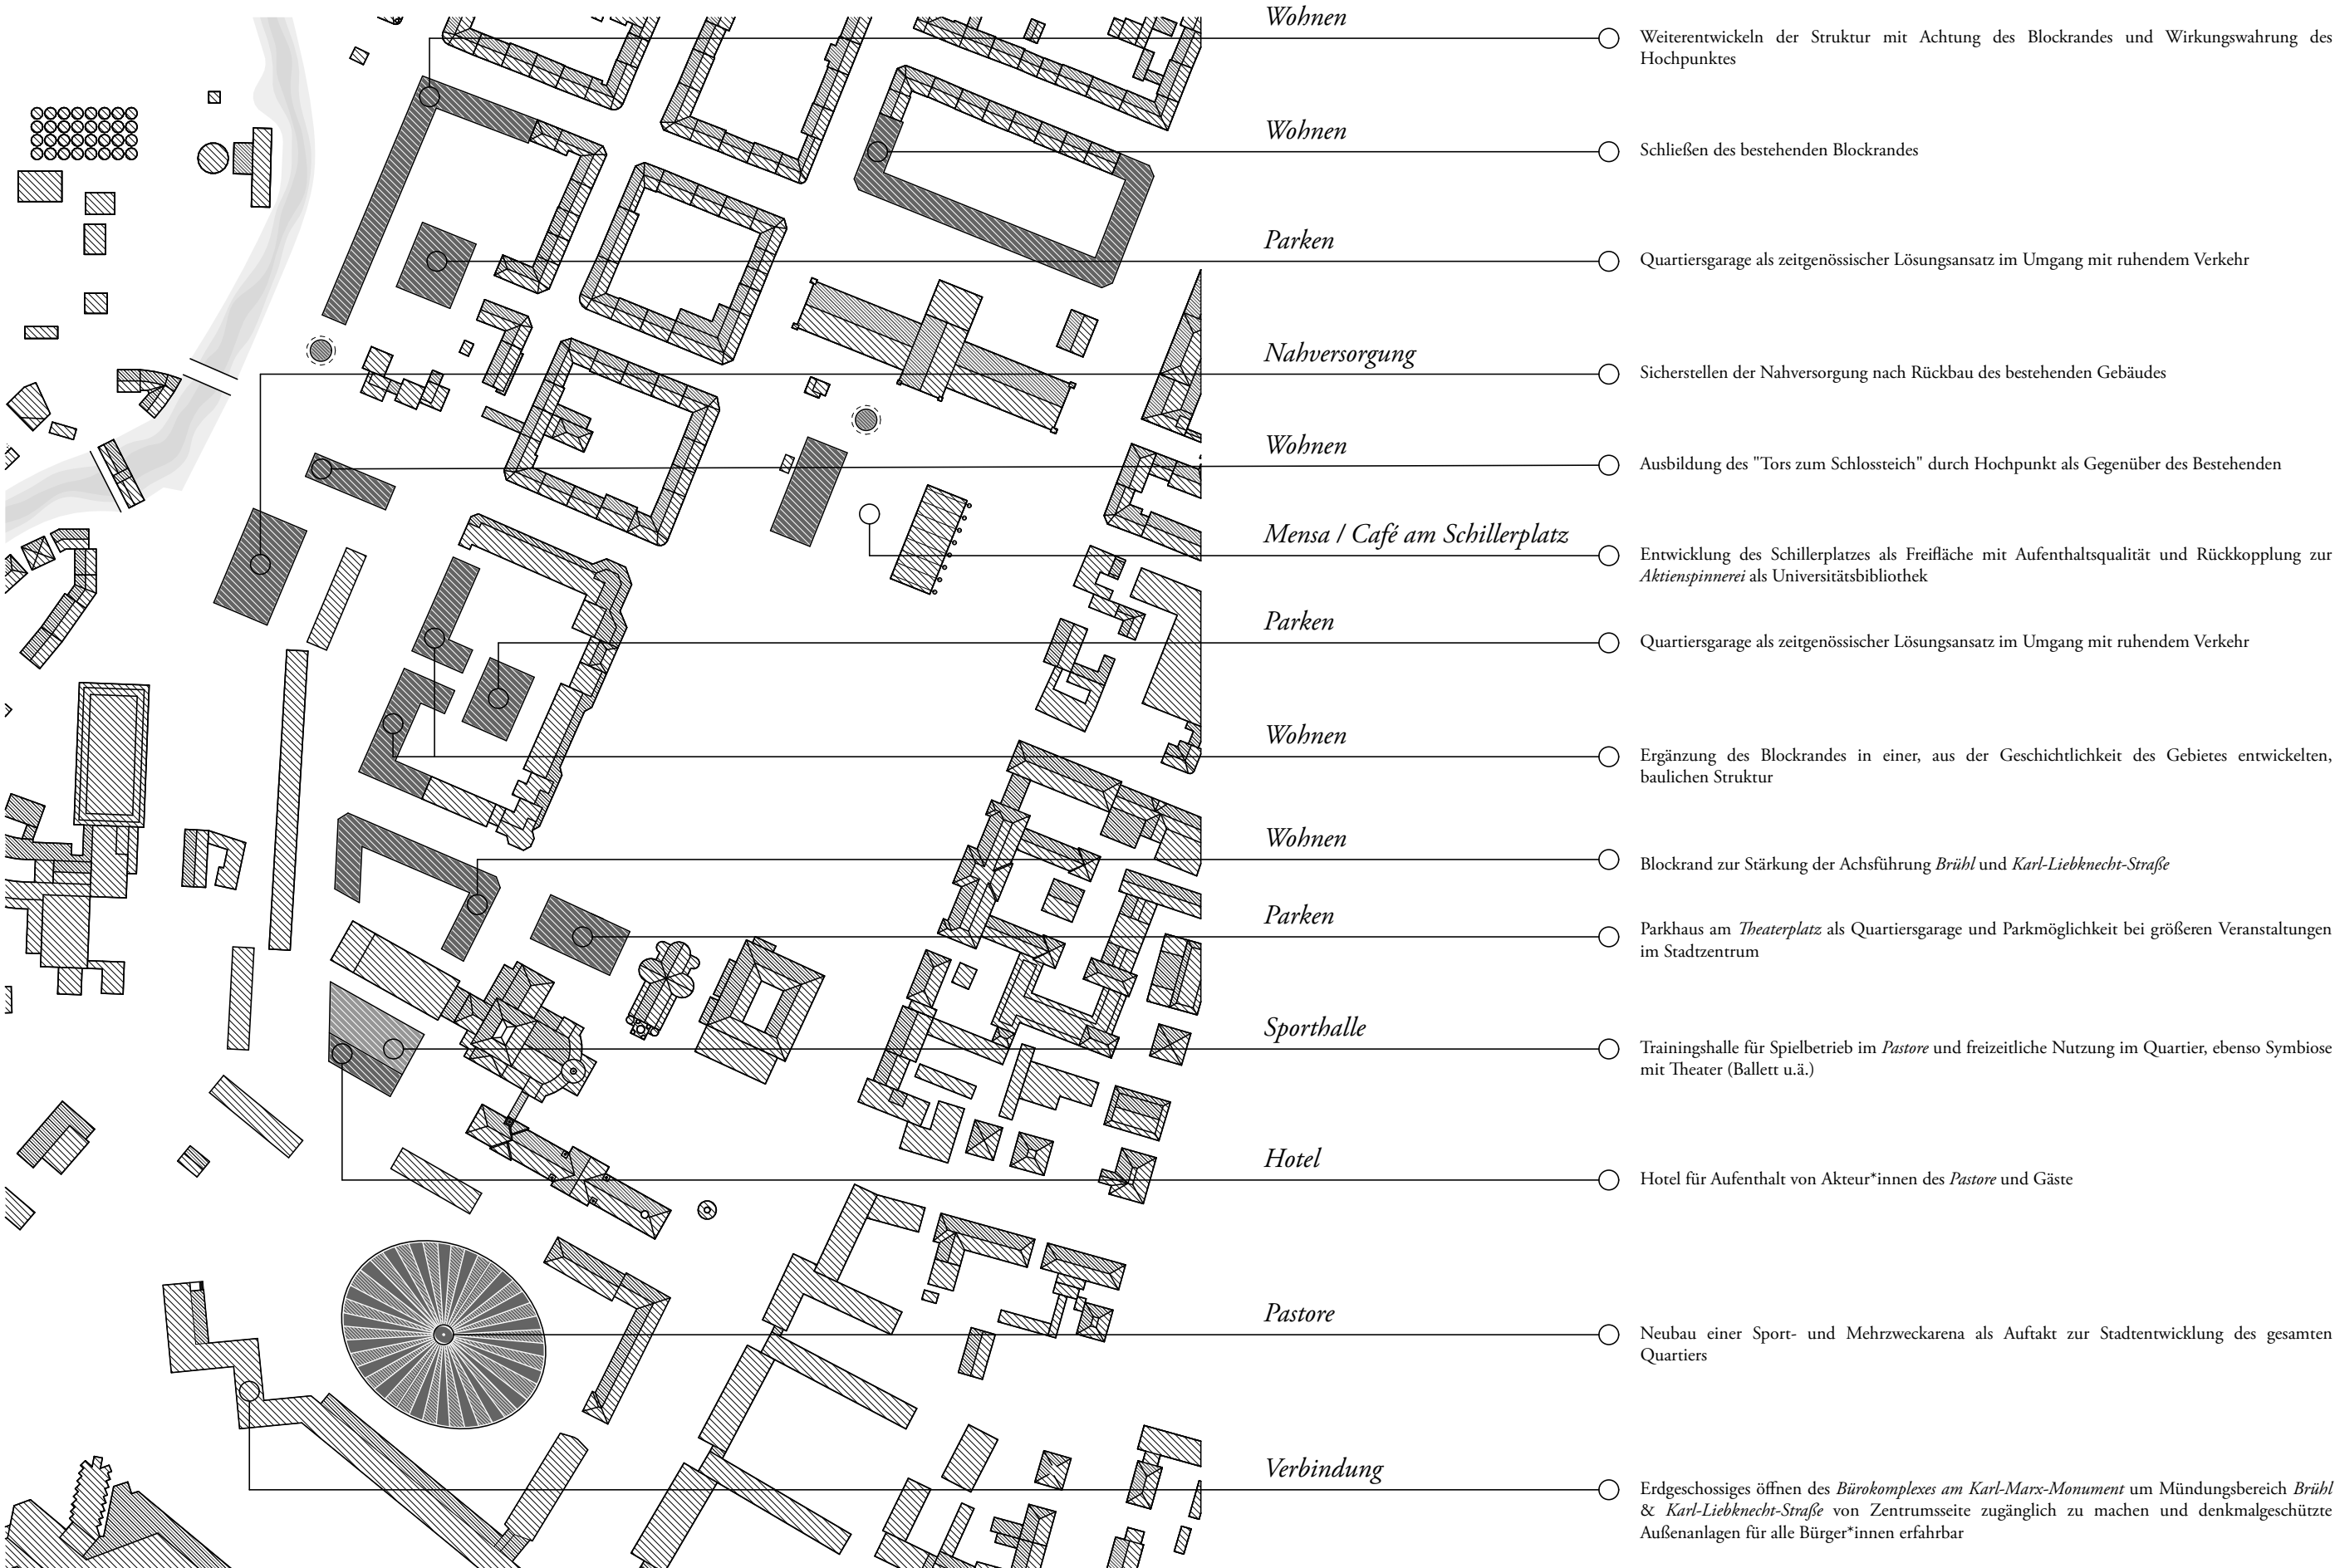 Wohnen
Weiterentwickeln der Struktur mit Achtung des Blockrandes und Wirkungswahrung des
Hochpunktes
Wohnen
Schließen des bestehenden Blockrandes
Parken
Quartiersgarage als zeitgenössischer Lösungsansatz im Umgang mit ruhendem Verkehr
Nahversorgung
Sicherstellen der Nahversorgung nach Rückbau des bestehenden Gebäudes
Wohnen
Ausbildung des "Tors zum Schlossteich" durch Hochpunkt als Gegenüber des Bestehenden
Mensa / Café am Schillerplatz
Entwicklung des Schillerplatzes als Freifläche mit Aufenthaltsqualität und Rückkopplung zur
Aktienspinnerei als Universitätsbibliothek
Parken
Quartiersgarage als zeitgenössischer Lösungsansatz im Umgang mit ruhendem Verkehr
Wohnen
Ergänzung des Blockrandes in einer, aus der Geschichtlichkeit des Gebietes entwickelten,
baulichen Struktur
Wohnen
Blockrand zur Stärkung der Achsführung Brühl und Karl-Liebknecht-Straße
Parken
Parkhaus am Theaterplatz als Quartiersgarage und Parkmöglichkeit bei größeren Veranstaltungen
im Stadtzentrum
Sporthalle
Trainingshalle für Spielbetrieb im Pastore und freizeitliche Nutzung im Quartier, ebenso Symbiose
mit Theater (Ballett u.ä.)
Hotel
Hotel für Aufenthalt von Akteur*innen des Pastore und Gäste
Pastore
Neubau einer Sport- und Mehrzweckarena als Auftakt zur Stadtentwicklung des gesamten
Quartiers
Verbindung
Erdgeschossiges öffnen des Bürokomplexes am Karl-Marx-Monument um Mündungsbereich Brühl
& Karl-Liebknecht-Straße von Zentrumsseite zugänglich zu machen und denkmalgeschützte
Außenanlagen für alle Bürger*innen erfahrbar